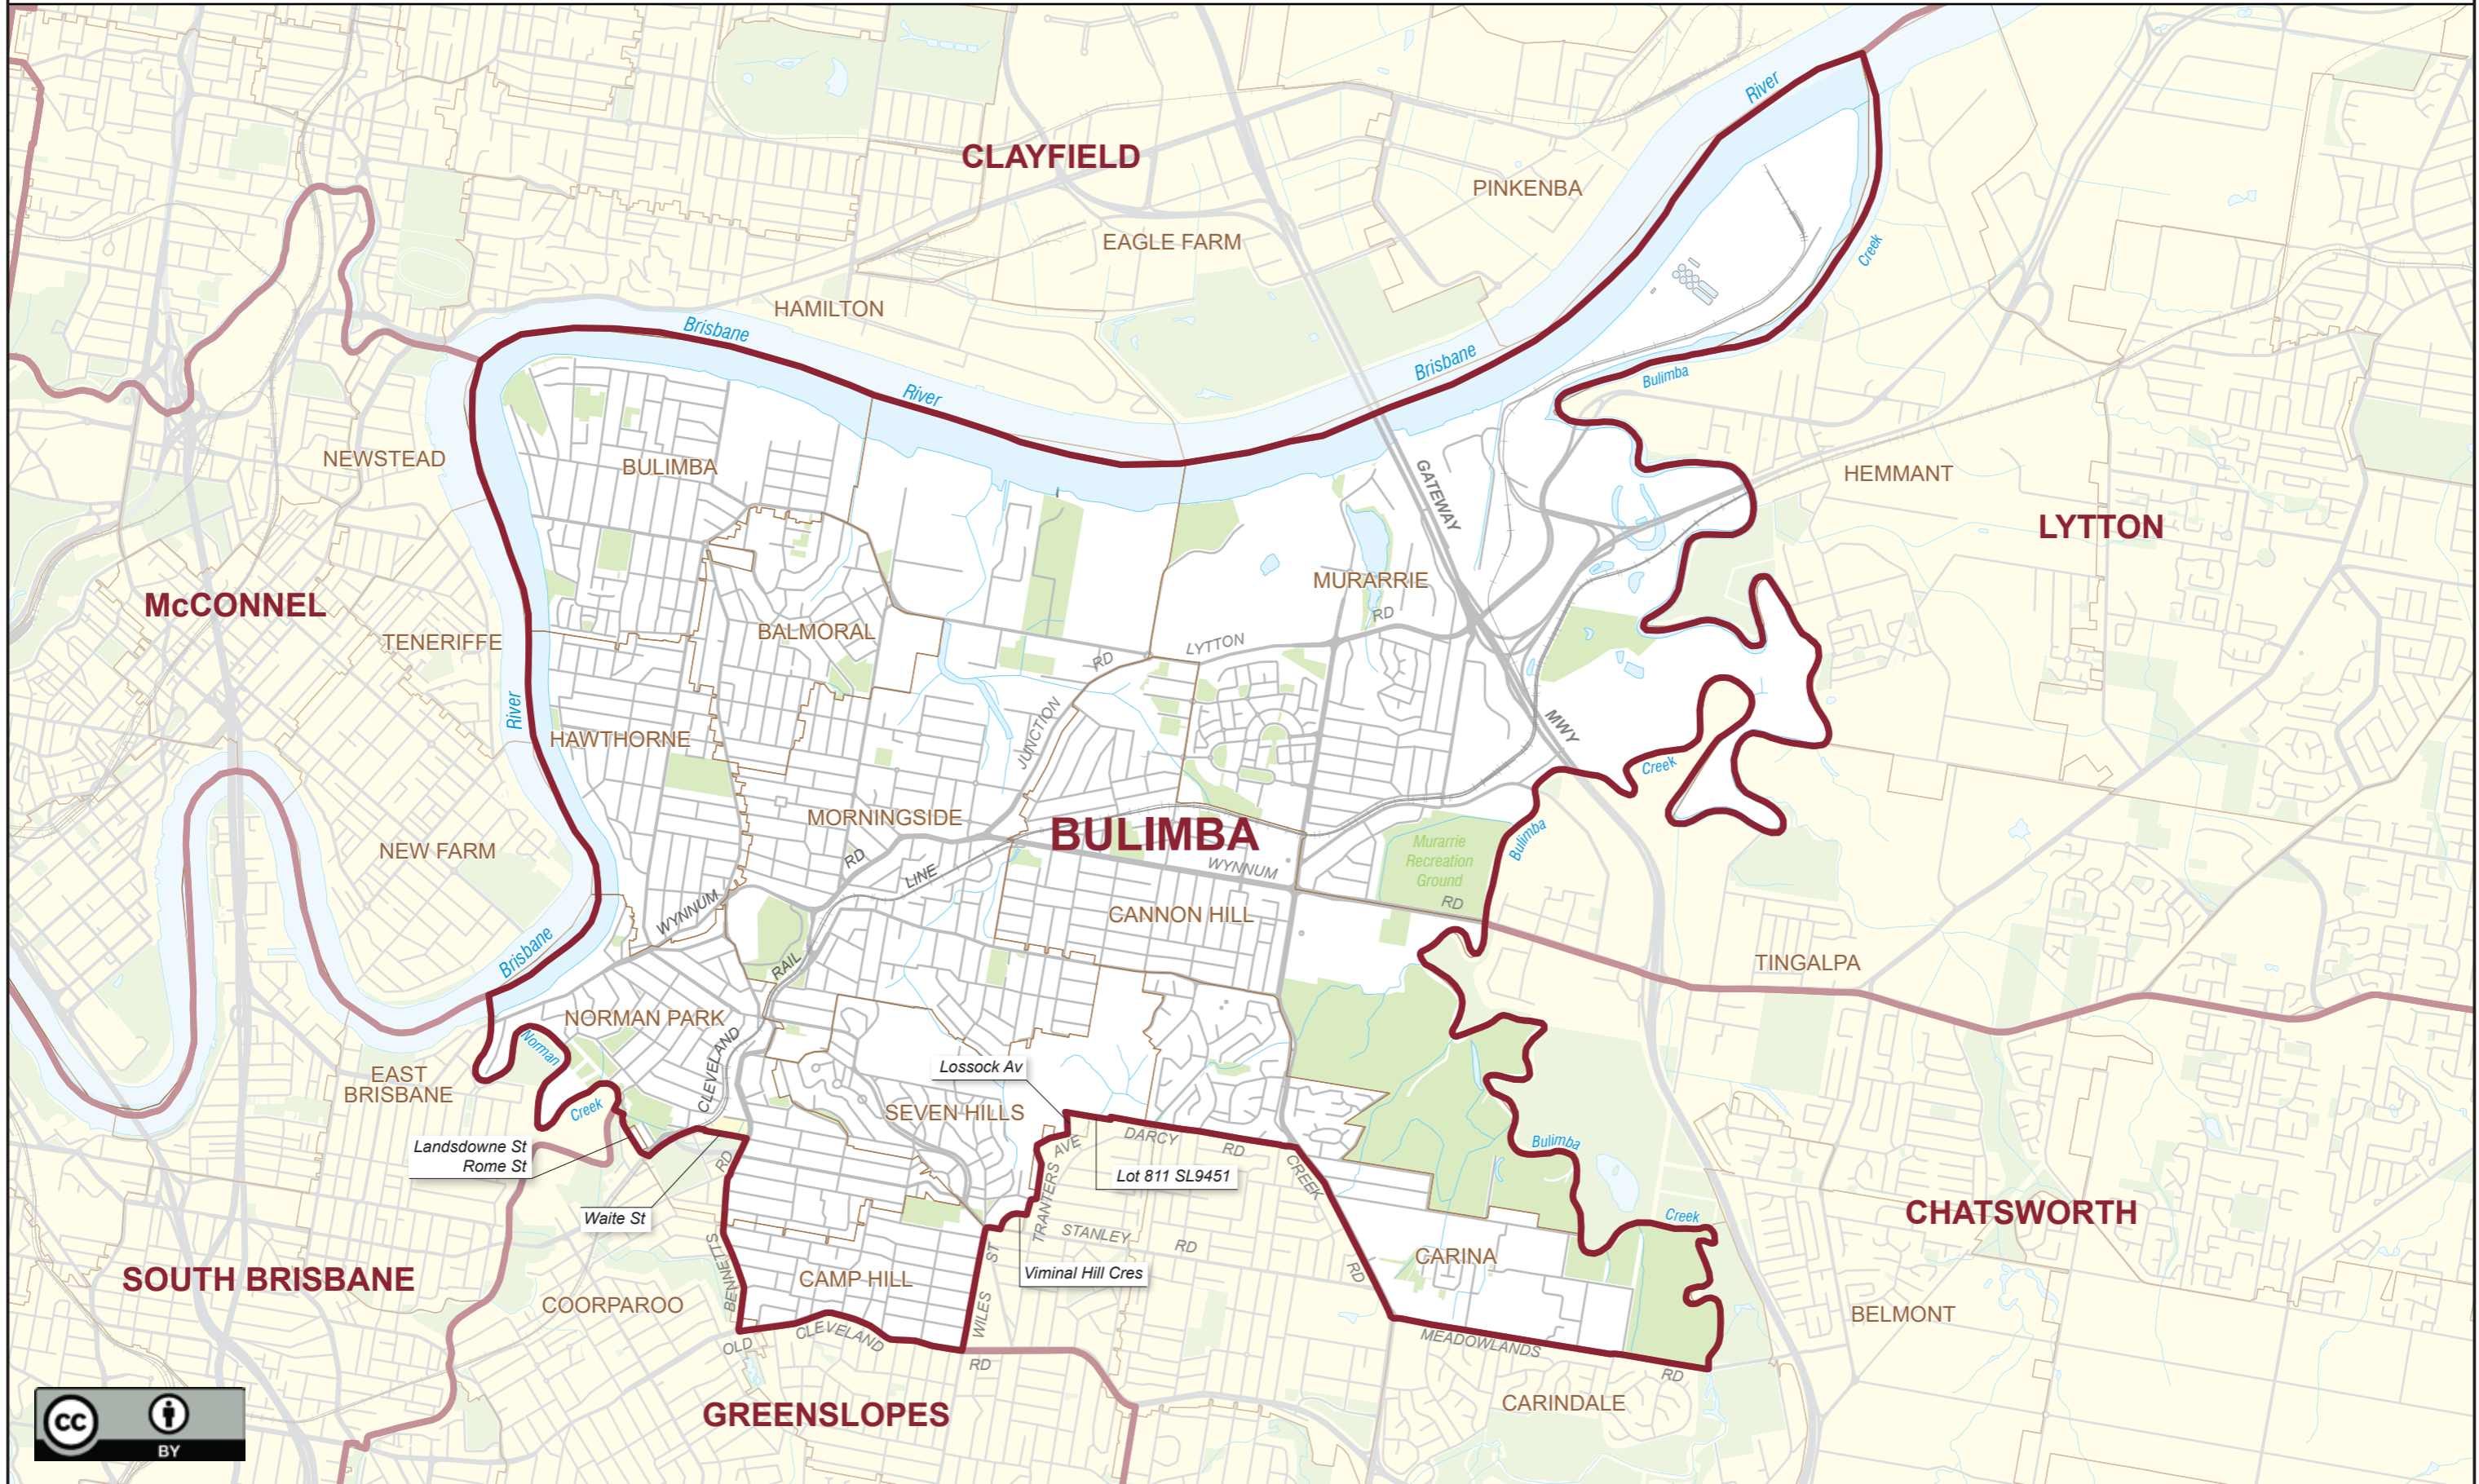 CLAYFIELD
River
PINKENBA
EAGLE FARM
Creek
HAMILTON
Brisbane
Brisbane
River
Bulimba
NEWSTEAD
BULIMBA
GATEWAY
HEMMANT
LYTTON
McCONNEL
MURARRIE
RD
TENERIFFE
BALMORAL
LYTTON
RD
River
HAWTHORNE
JUNCTION
MWY
Creek
MORNINGSIDE
BULIMBA
Murarrie
Recreation
Ground
Bulimba
NEW FARM
RD
LINE
WYNNUM
WYNNUM
RD
CANNON HILL
Brisbane
RAIL
TINGALPA
NORMAN PARK
Norman
CLEVELAND
Lossock Av
EAST
BRISBANE
Creek
SEVEN HILLS
Landsdowne St
Rome St
AVE
DARCY
RD
Bulimba
RD
TRANTERS
Lot 811 SL9451
CREEK
Waite St
STANLEY
RD
Creek
CHATSWORTH
BENNETTS
ST
CARINA
SOUTH BRISBANE
CAMP HILL
Viminal Hill Cres
RD
COORPAROO
WILES
BELMONT
OLD
CLEVELAND
RD
MEADOWLANDS
RD
GREENSLOPES
CARINDALE
cc
BY